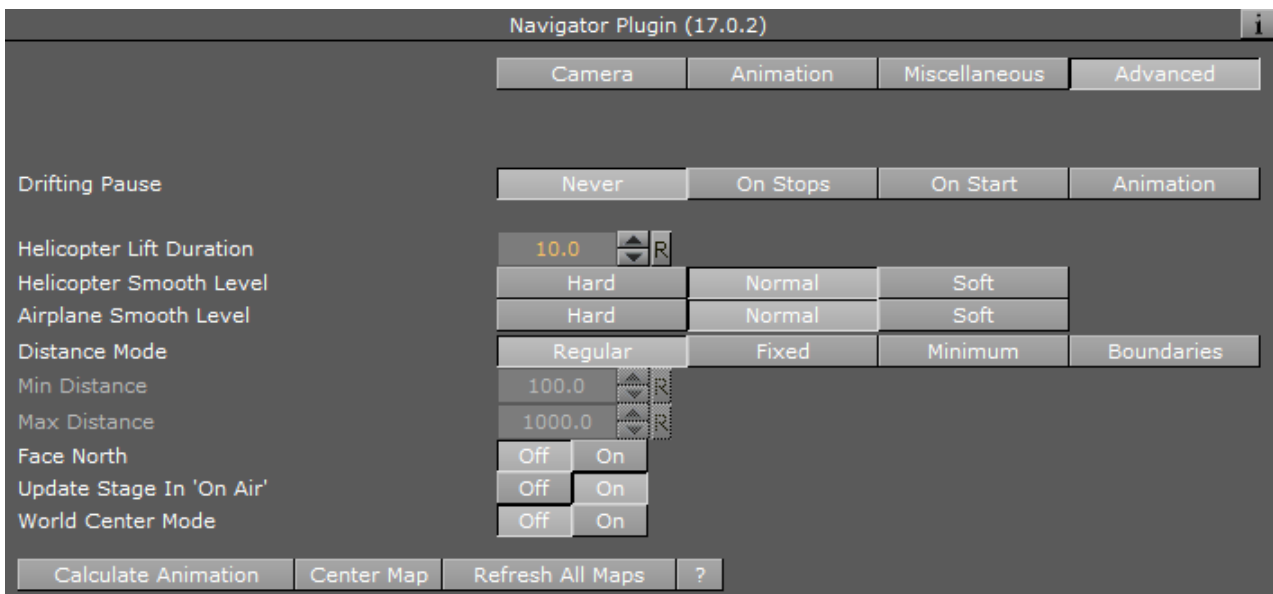 Navigator Plugin (17.0.2) i
Camera Animation Miscellaneous Advanced
Drifting Pause Never On Stops On Start Animation
Helicopter Lift Duration 10.0 R
Helicopter Smooth Level Hard Normal Soft
Airplane Smooth Level Hard Normal Soft
Distance Mode Regular Fixed Minimum Boundaries
Min Distance 100.0 R
Max Distance 1000.0 R
Face North Off On
Update Stage In 'On Air' Off On
World Center Mode Off On
Calculate Animation Center Map Refresh All Maps ?